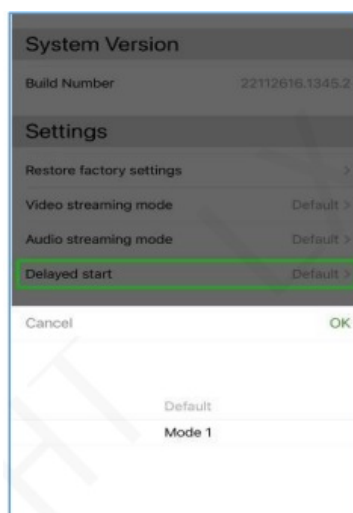 System Version
Build Number 22112616.1345.2
Settings
Restore factory settings >
Video streaming mode Default >
Audio streaming mode Default >
Delayed start Default >
Cancel OK
Default
Mode 1